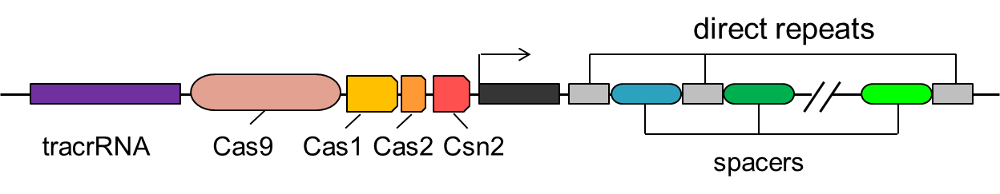 direct repeats
tracrRNA
Cas9
Cas1
Cas2
Csn2
spacers